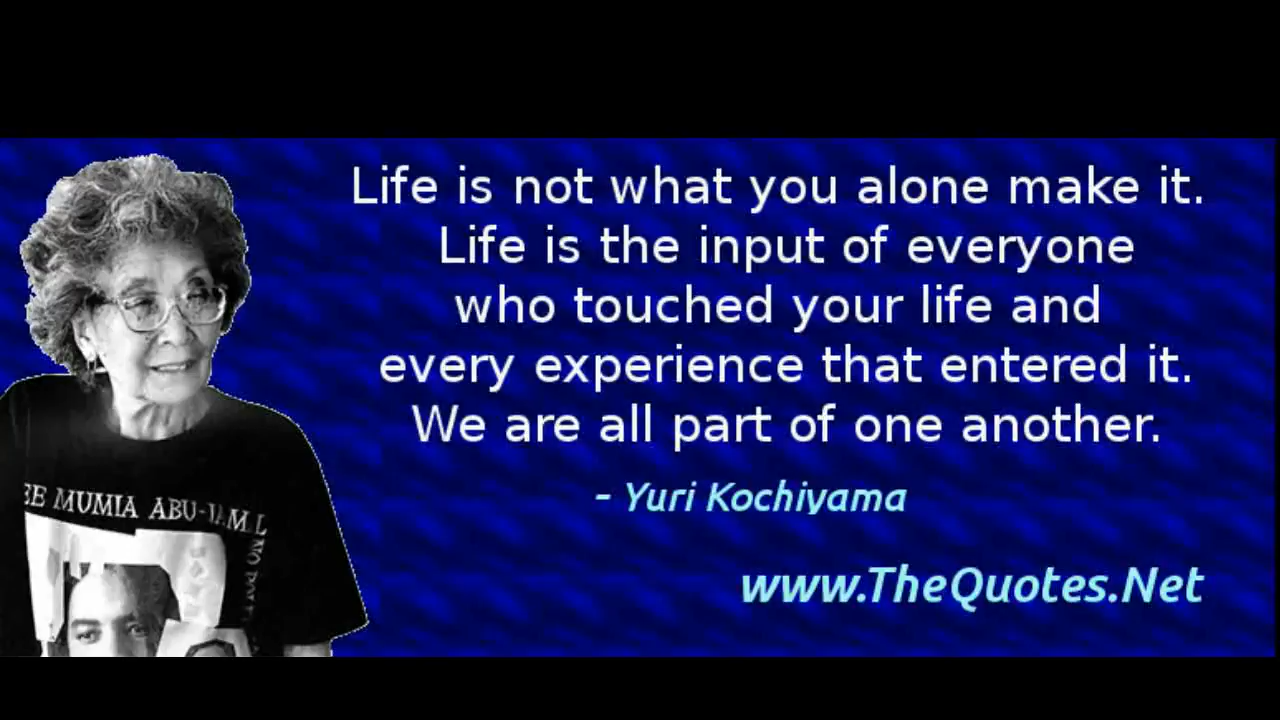 Life is not what you alone make it.
Life is the input of everyone
who touched your life and
every experience that entered it.
We are all part of one another.
- Yuri Kochiyama
www.TheQuotes.Net
MUMIA ABU-JAMAL